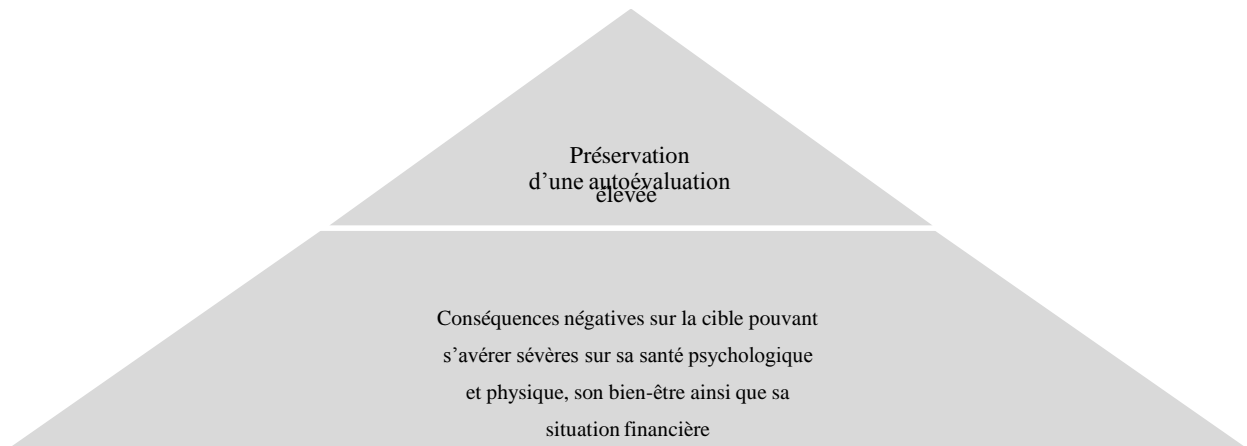 Préservation
d’une autoévaluation
élevée
Conséquences négatives sur la cible pouvant
s’avérer sévères sur sa santé psychologique
et physique, son bien-être ainsi que sa
situation financière